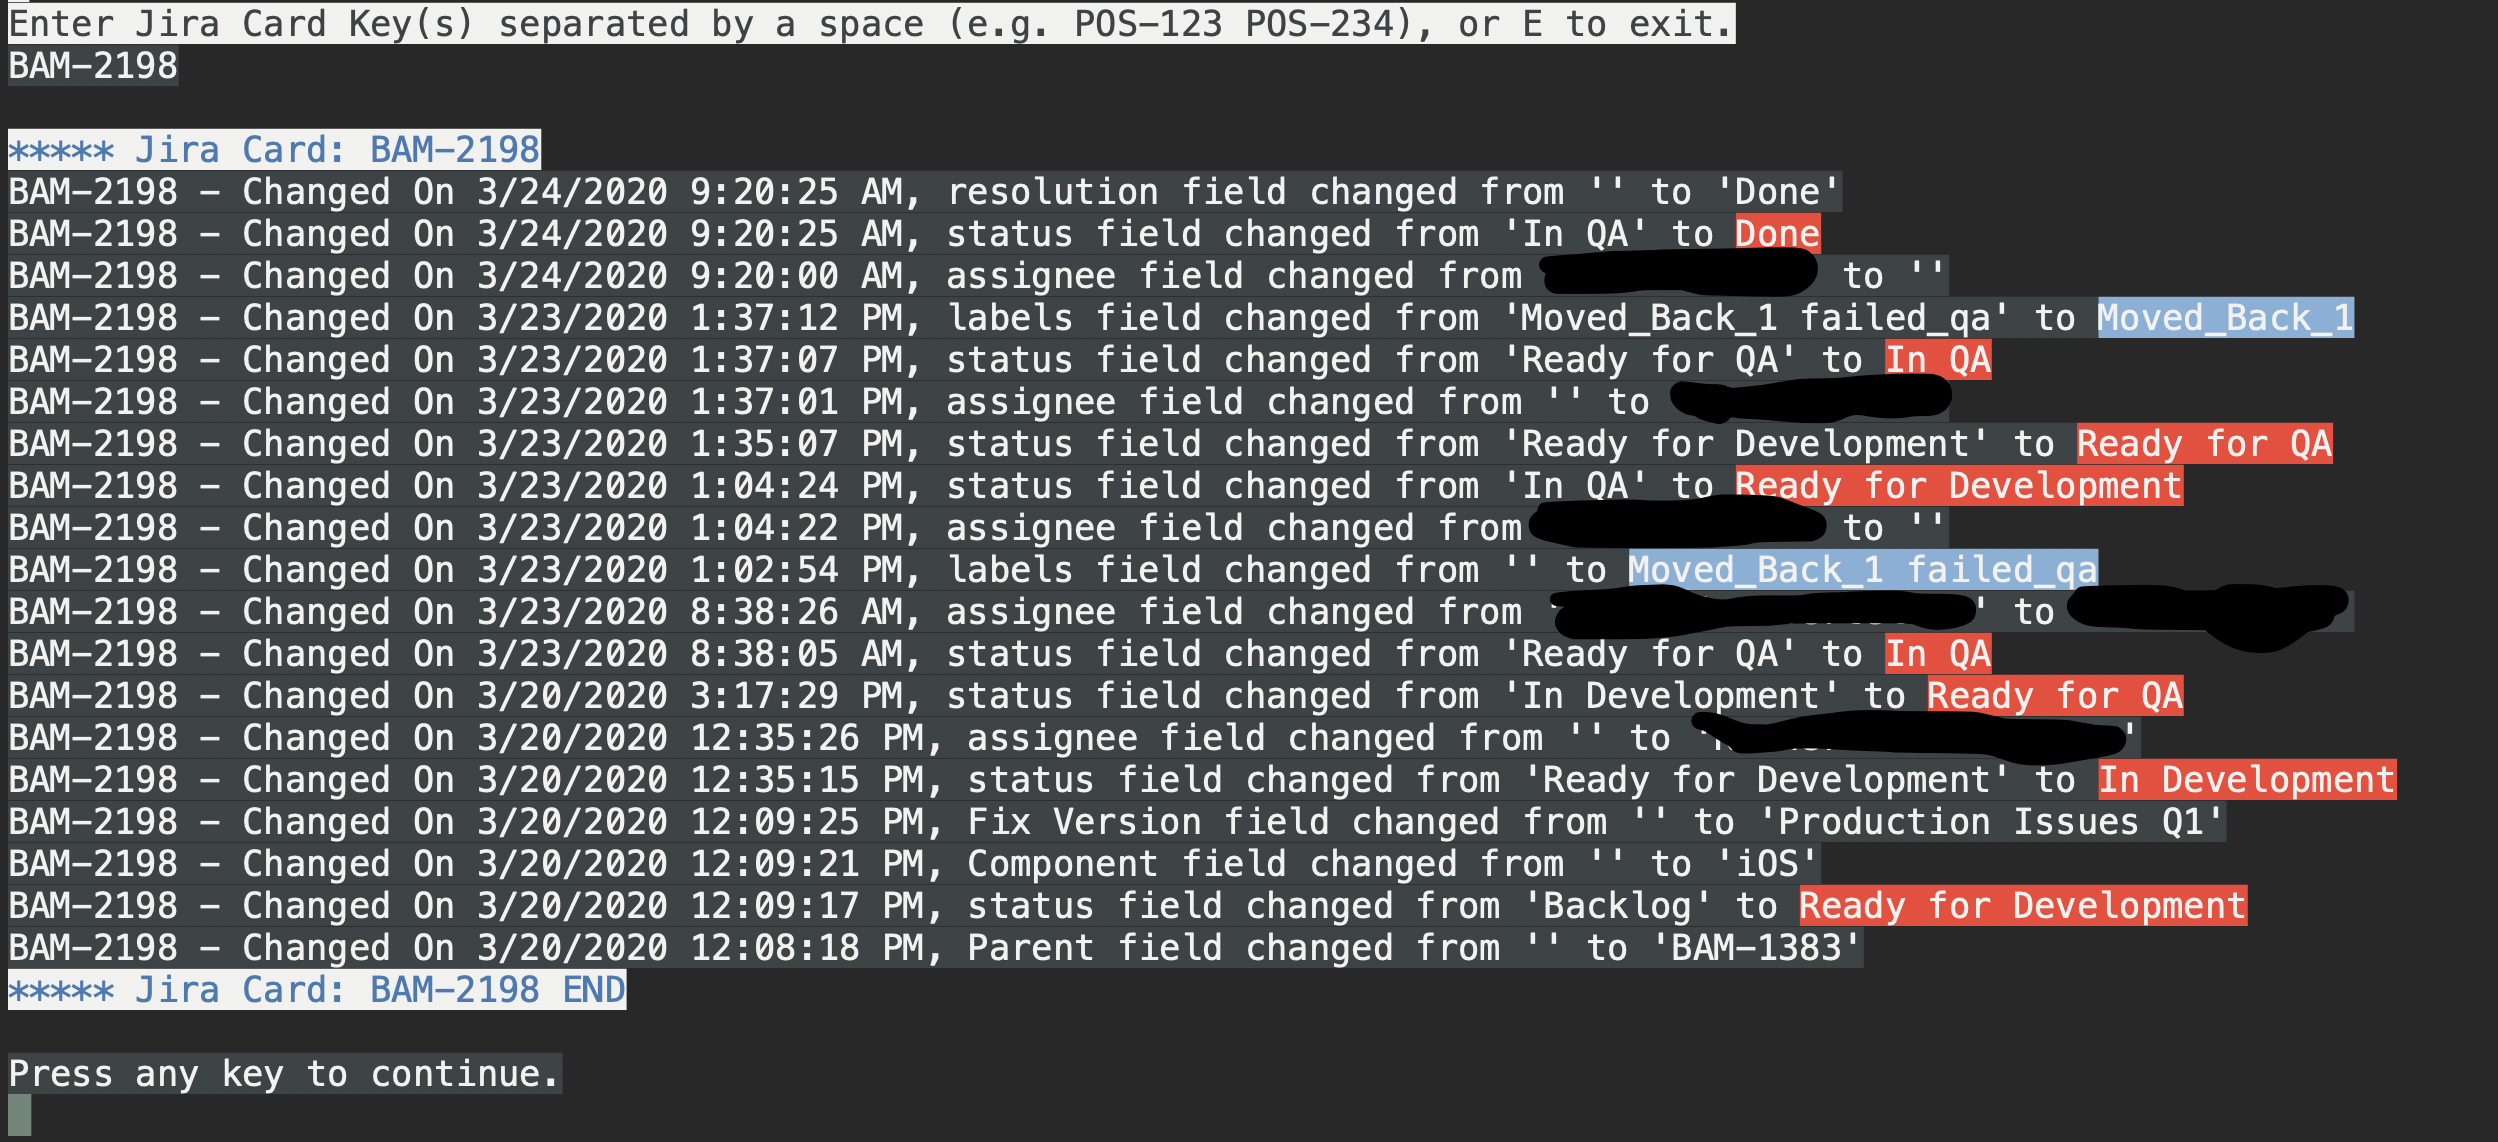 Enter Jira Card Key(s) separated by a space (e.g. POS-123 POS-234), or E to exit.
BAM-2198
***** Jira Card: BAM-2198
BAM-2198 - Changed On 3/24/2020 9:20:25 AM, resolution field changed from '' to 'Done'
BAM-2198 - Changed On 3/24/2020 9:20:25 AM, status field changed from 'In QA' to Done
BAM-2198 - Changed On 3/24/2020 9:20:00 AM, assignee field changed from to ''
BAM-2198 - Changed On 3/23/2020 1:37:12 PM, labels field changed from 'Moved_Back_1 failed_qa' to Moved_Back_1
BAM-2198 - Changed On 3/23/2020 1:37:07 PM, status field changed from 'Ready for QA' to In QA
BAM-2198 - Changed On 3/23/2020 1:37:01 PM, assignee field changed from '' to
BAM-2198 - Changed On 3/23/2020 1:35:07 PM, status field changed from 'Ready for Development' to Ready for QA
BAM-2198 - Changed On 3/23/2020 1:04:24 PM, status field changed from 'In QA' to Ready for Development
BAM-2198 - Changed On 3/23/2020 1:04:22 PM, assignee field changed from to ''
BAM-2198 - Changed On 3/23/2020 1:02:54 PM, labels field changed from '' to Moved_Back_1 failed_qa
BAM-2198 - Changed On 3/23/2020 8:38:26 AM, assignee field changed from ' ' to
BAM-2198 - Changed On 3/23/2020 8:38:05 AM, status field changed from 'Ready for QA' to In QA
BAM-2198 - Changed On 3/20/2020 3:17:29 PM, status field changed from 'In Development' to Ready for QA
BAM-2198 - Changed On 3/20/2020 12:35:26 PM, assignee field changed from '' to ' '
BAM-2198 - Changed On 3/20/2020 12:35:15 PM, status field changed from 'Ready for Development' to In Development
BAM-2198 - Changed On 3/20/2020 12:09:25 PM, Fix Version field changed from '' to 'Production Issues Q1'
BAM-2198 - Changed On 3/20/2020 12:09:21 PM, Component field changed from '' to 'iOS'
BAM-2198 - Changed On 3/20/2020 12:09:17 PM, status field changed from 'Backlog' to Ready for Development
BAM-2198 - Changed On 3/20/2020 12:08:18 PM, Parent field changed from '' to 'BAM-1383'
***** Jira Card: BAM-2198 END
Press any key to continue.